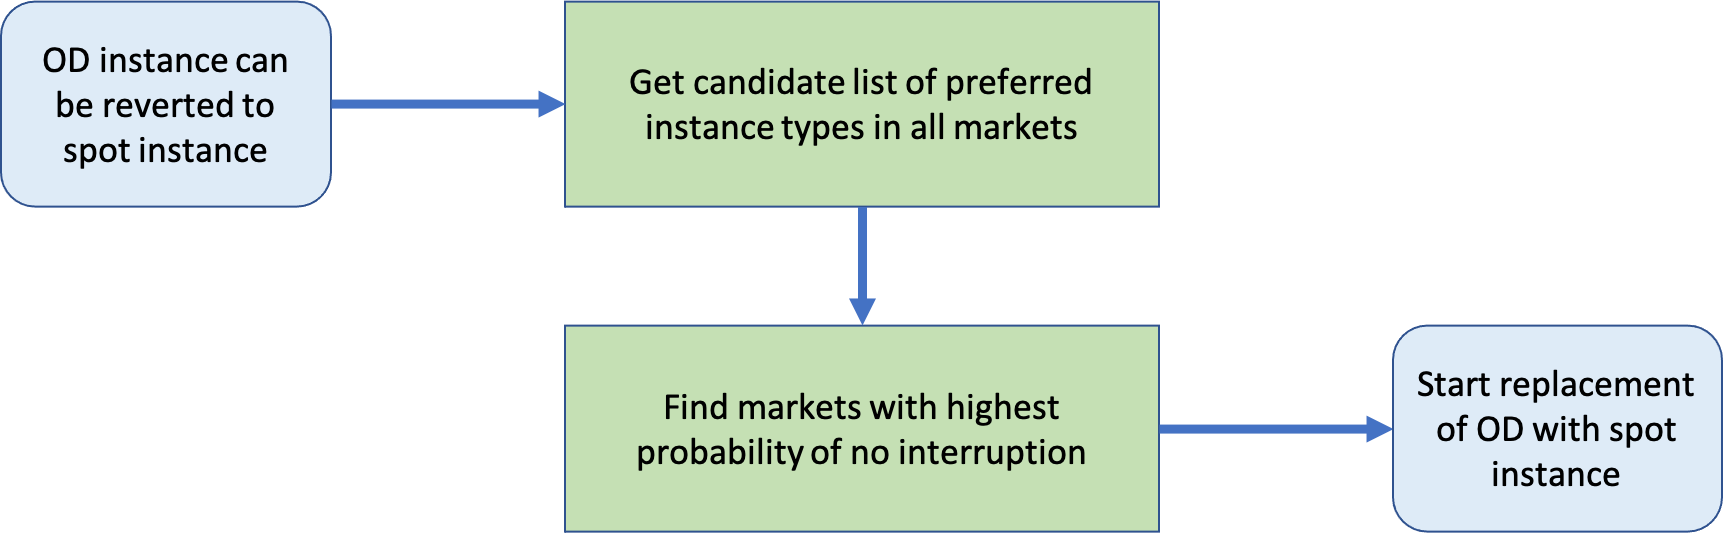 OD instance can
be reverted to
spot instance
Get candidate list of preferred
instance types in all markets
Find markets with highest
probability of no interruption
Start replacement
of OD with spot
instance